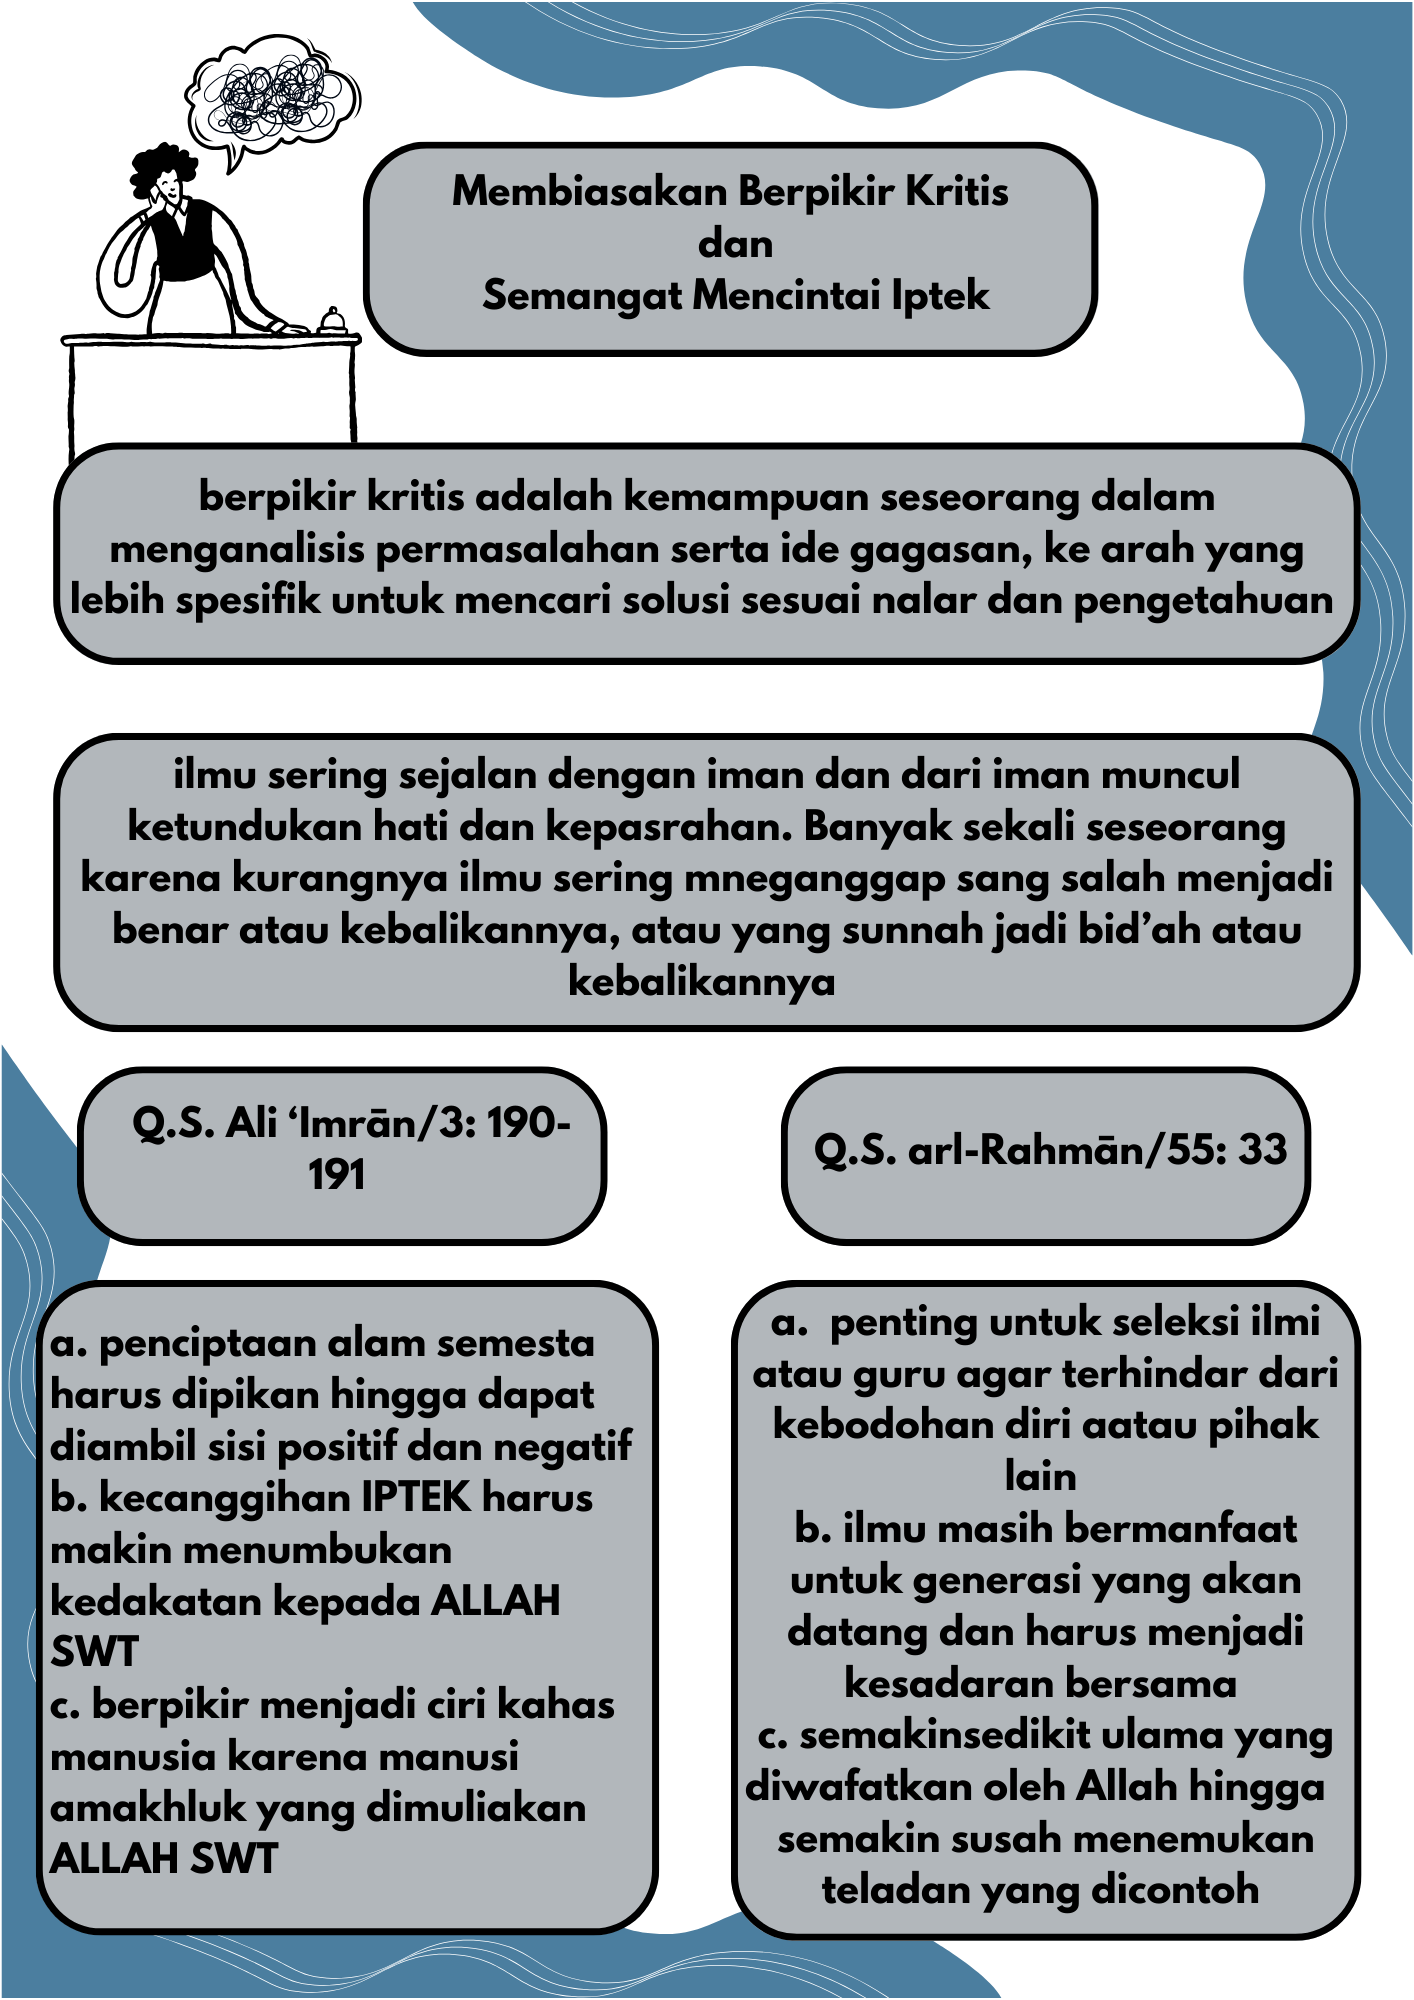 Membiasakan Berpikir Kritis
dan
Semangat Mencintai Iptek
berpikir kritis adalah kemampuan seseorang dalam
menganalisis permasalahan serta ide gagasan, ke arah yang
lebih spesifik untuk mencari solusi sesuai nalar dan pengetahuan
ilmu sering sejalan dengan iman dan dari iman muncul
ketundukan hati dan kepasrahan. Banyak sekali seseorang
karena kurangnya ilmu sering mneganggap sang salah menjadi
benar atau kebalikannya, atau yang sunnah jadi bid’ah atau
kebalikannya
Q.S. Ali ‘Imrān/3: 190-
191
a. penciptaan alam semesta
harus dipikan hingga dapat
diambil sisi positif dan negatif
b. kecanggihan IPTEK harus
makin menumbukan
kedakatan kepada ALLAH
SWT
c. berpikir menjadi ciri kahas
manusia karena manusi
amakhluk yang dimuliakan
ALLAH SWT
Q.S. arl-Rahmān/55: 33
a. penting untuk seleksi ilmi
atau guru agar terhindar dari
kebodohan diri aatau pihak
lain
b. ilmu masih bermanfaat
untuk generasi yang akan
datang dan harus menjadi
kesadaran bersama
c. semakinsedikit ulama yang
diwafatkan oleh Allah hingga
semakin susah menemukan
teladan yang dicontoh